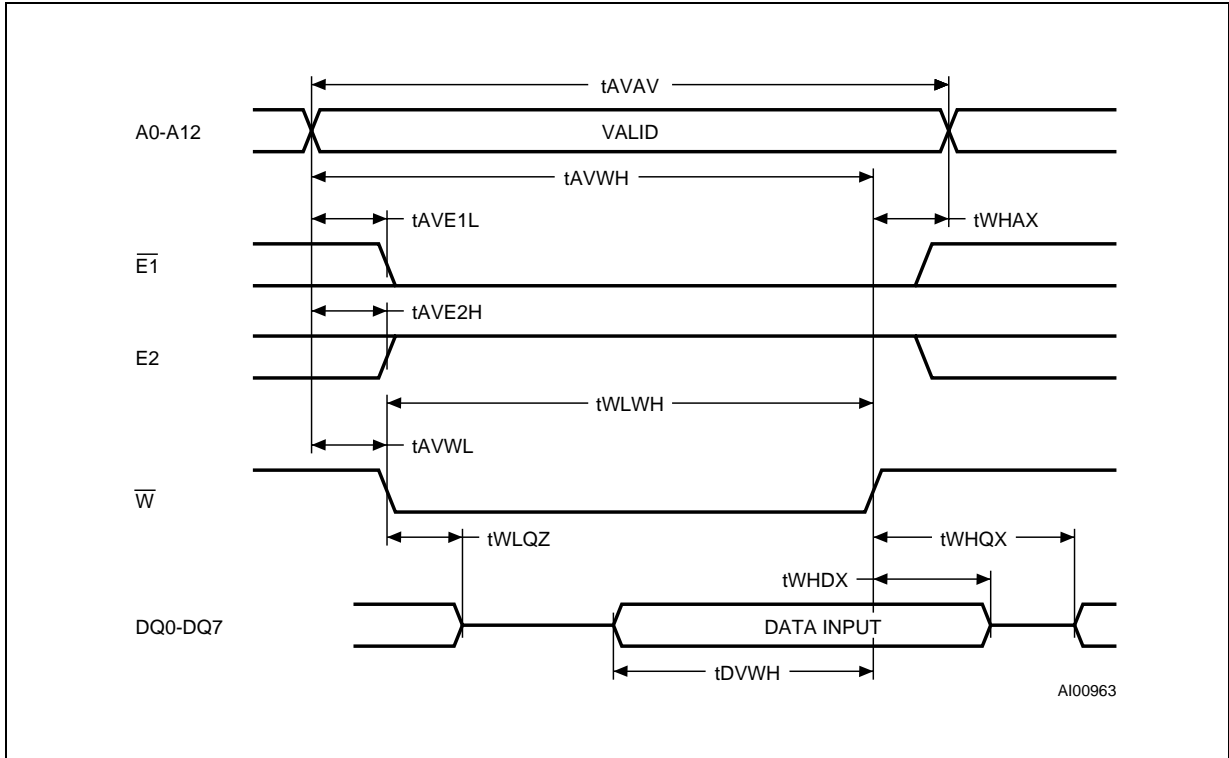 tAVAV
A0-A12
VALID
tAVWH
tAVE1L
tWHAX
E1
tAVE2H
E2
tWLWH
tAVWL
W
tWLQZ
tWHQX
tWHDX
DQ0-DQ7
DATA INPUT
tDVWH
AI00963